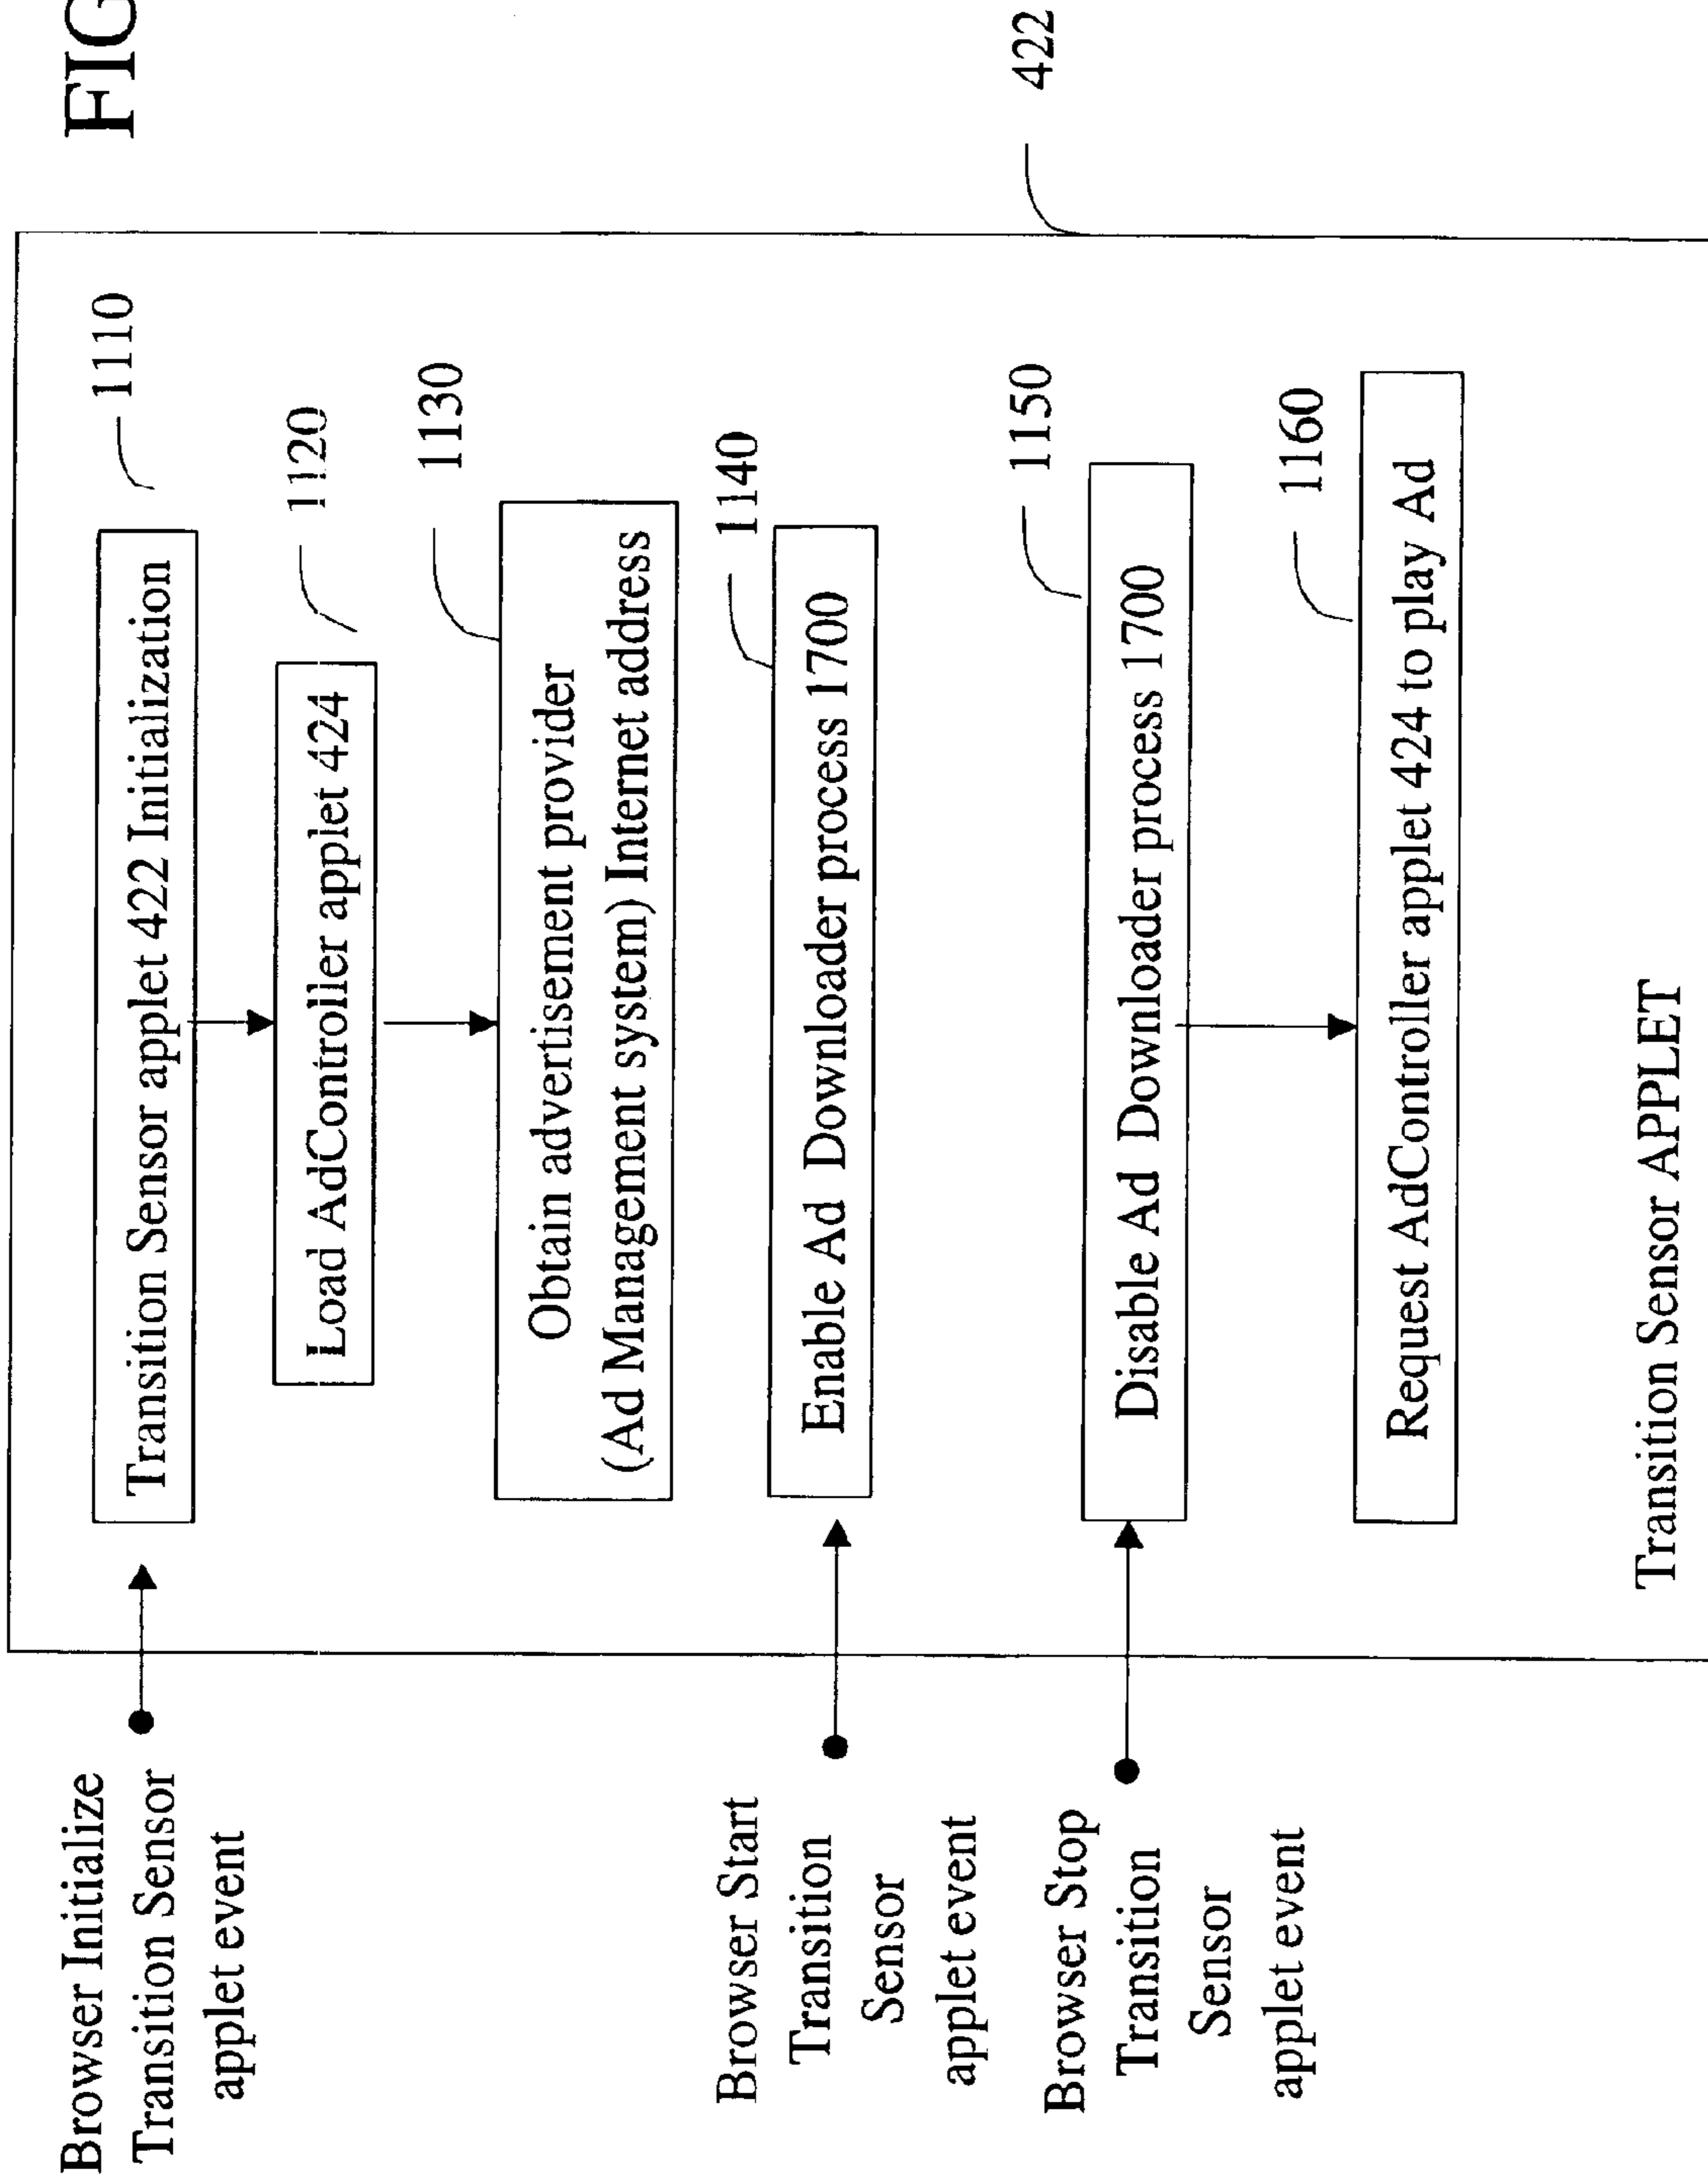 FIG
422
Browser Initialize
Transition Sensor
applet event
1110
Transition Sensor applet 422 Initialization
1120
Load AdController applet 424
1130
Obtain advertisement provider
(Ad Management system) Internet address
Browser Start
Transition
Sensor
applet event
1140
Enable Ad Downloader process 1700
Browser Stop
Transition
Sensor
applet event
1150
Disable Ad Downloader process 1700
1160
Request AdController applet 424 to play Ad
Transition Sensor APPLET